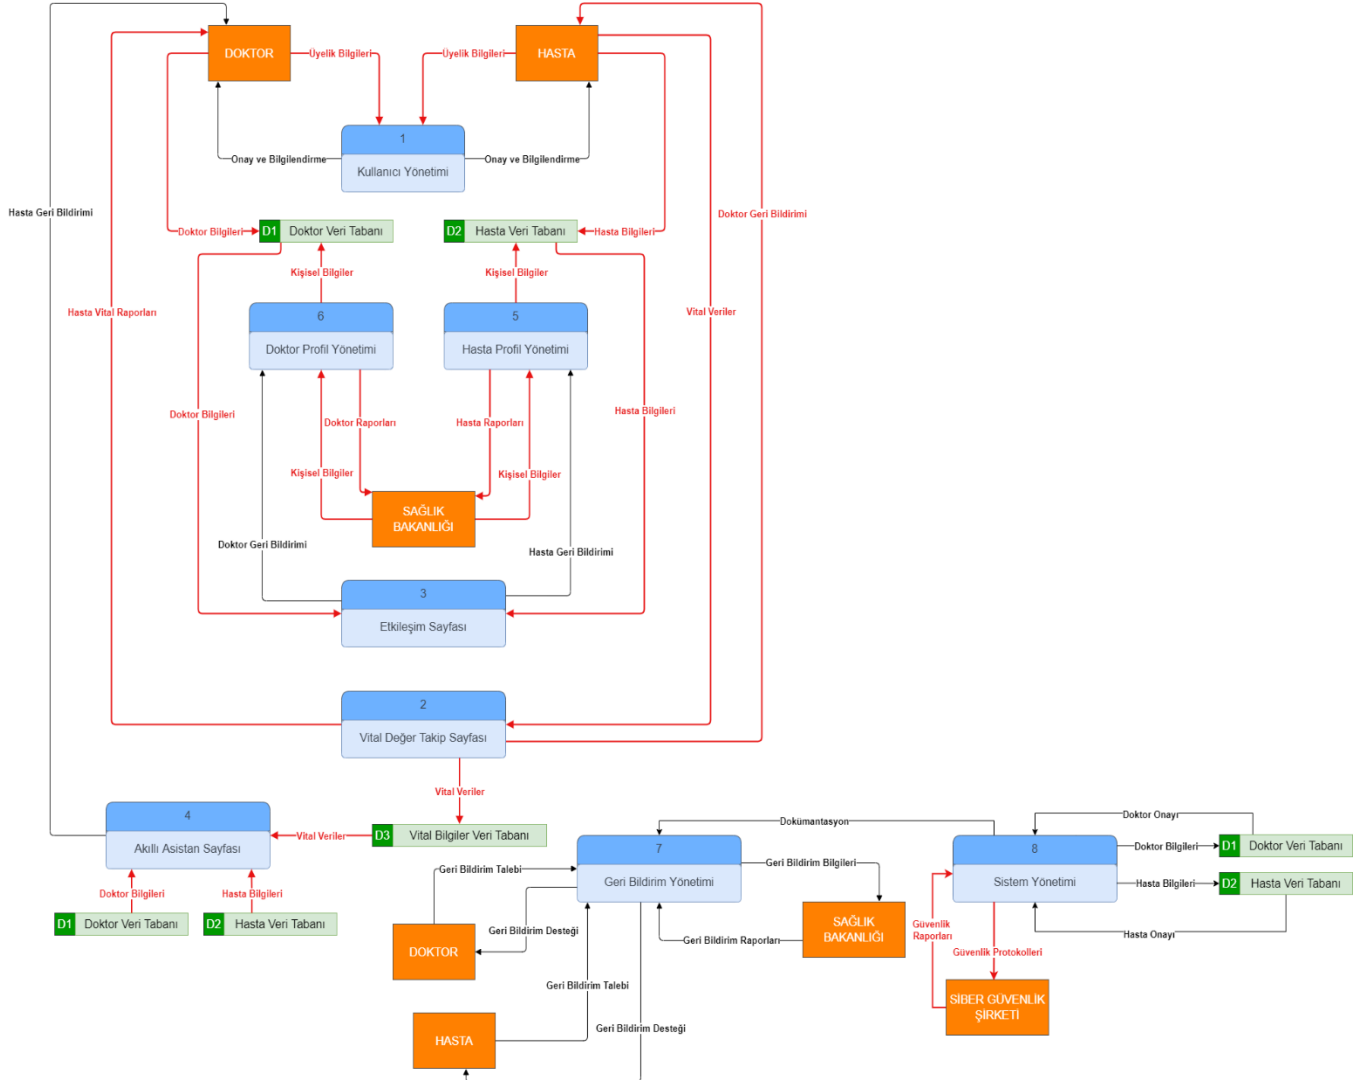 DOKTOR
HASTA
Üyelik Bilgileri
Üyelik Bilgileri
1
Kullanıcı Yönetimi
Onay ve Bilgilendirme
Onay ve Bilgilendirme
Hasta Geri Bildirimi
Doktor Geri Bildirimi
Doktor Bilgileri
D1
Doktor Veri Tabanı
D2
Hasta Veri Tabanı
Hasta Bilgileri
Kişisel Bilgiler
Kişisel Bilgiler
Hasta Vital Raporları
Vital Veriler
6
Doktor Profil Yönetimi
5
Hasta Profil Yönetimi
Doktor Bilgileri
Doktor Raporları
Hasta Raporları
Hasta Bilgileri
Kişisel Bilgiler
Kişisel Bilgiler
SAĞLIK
BAKANLIĞI
Doktor Geri Bildirimi
Hasta Geri Bildirimi
3
Etkileşim Sayfası
2
Vital Değer Takip Sayfası
Vital Veriler
4
Akıllı Asistan Sayfası
Vital Veriler
D3
Vital Bilgiler Veri Tabanı
Doktor Bilgileri
Hasta Bilgileri
D1
Doktor Veri Tabanı
D2
Hasta Veri Tabanı
Dokümantasyon
Doktor Onayı
7
Geri Bildirim Yönetimi
Geri Bildirim Talebi
Geri Bildirim Bilgileri
8
Sistem Yönetimi
Doktor Bilgileri
D1
Doktor Veri Tabanı
Hasta Bilgileri
D2
Hasta Veri Tabanı
Geri Bildirim Desteği
DOKTOR
Geri Bildirim Raporları
SAĞLIK
BAKANLIĞI
Güvenlik
Raporları
Hasta Onayı
Güvenlik Protokolleri
Geri Bildirim Talebi
SİBER GÜVENLİK
ŞİRKETİ
HASTA
Geri Bildirim Desteği